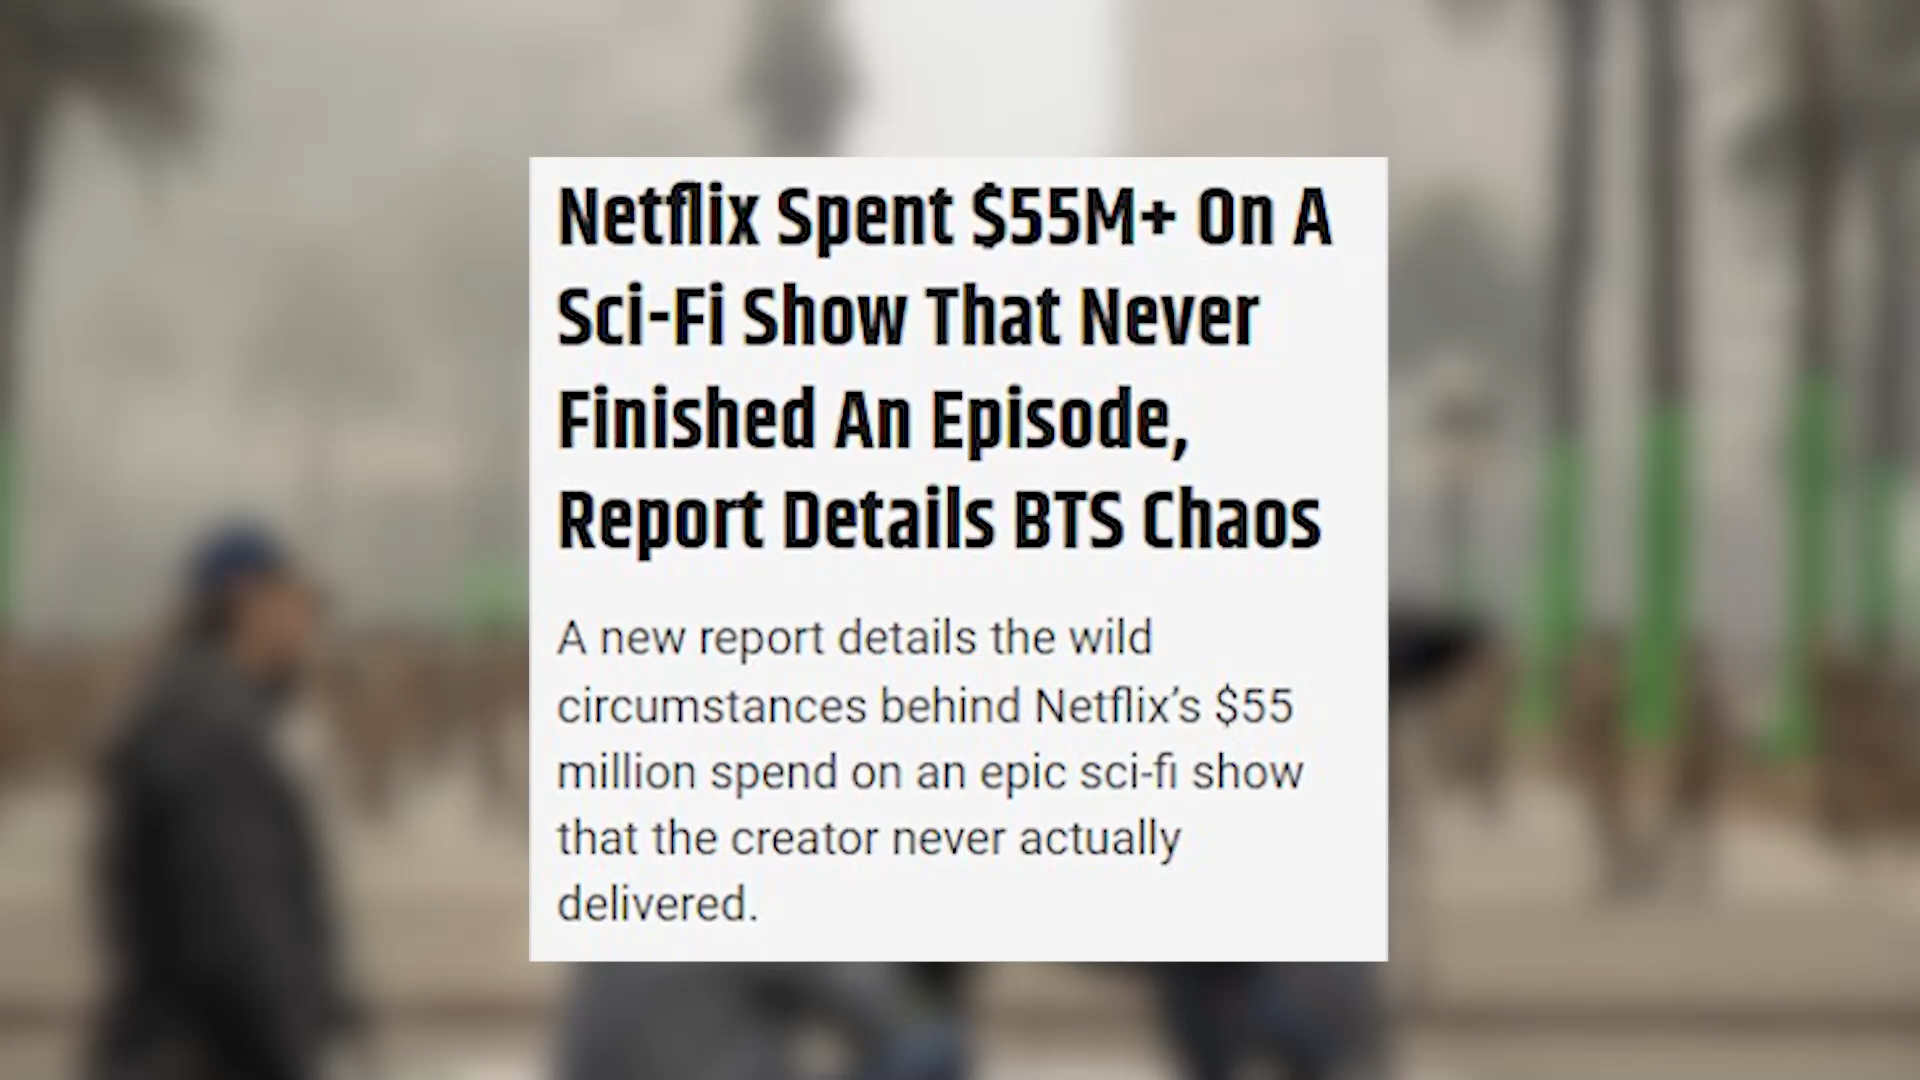 Netflix Spent $55M+ On A
Sci-Fi Show That Never
Finished An Episode,
Report Details BTS Chaos
A new report details the wild
circumstances behind Netflix’s $55
million spend on an epic sci-fi show
that the creator never actually
delivered.